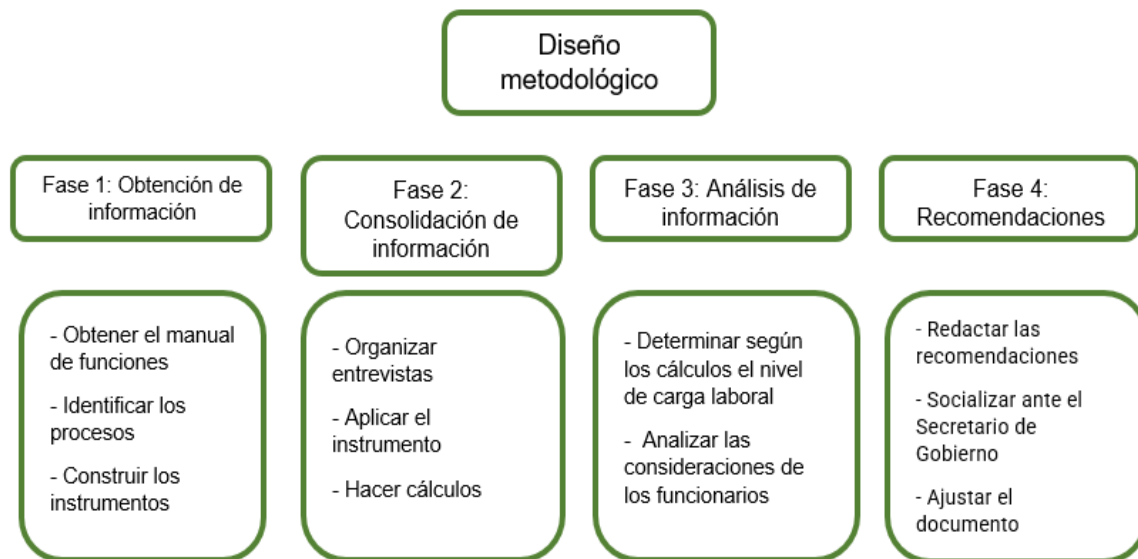 Diseño
metodológico
Fase 1: Obtención de
información
Fase 2:
Consolidación de
información
Fase 3: Análisis de
información
Fase 4:
Recomendaciones
- Obtener el manual
de funciones
- Identificar los
procesos
- Construir los
instrumentos
- Organizar
entrevistas
- Aplicar el
instrumento
- Hacer cálculos
- Determinar según
los cálculos el nivel
de carga laboral
- Analizar las
consideraciones de
los funcionarios
- Redactar las
recomendaciones
- Socializar ante el
Secretario de
Gobierno
- Ajustar el
documento